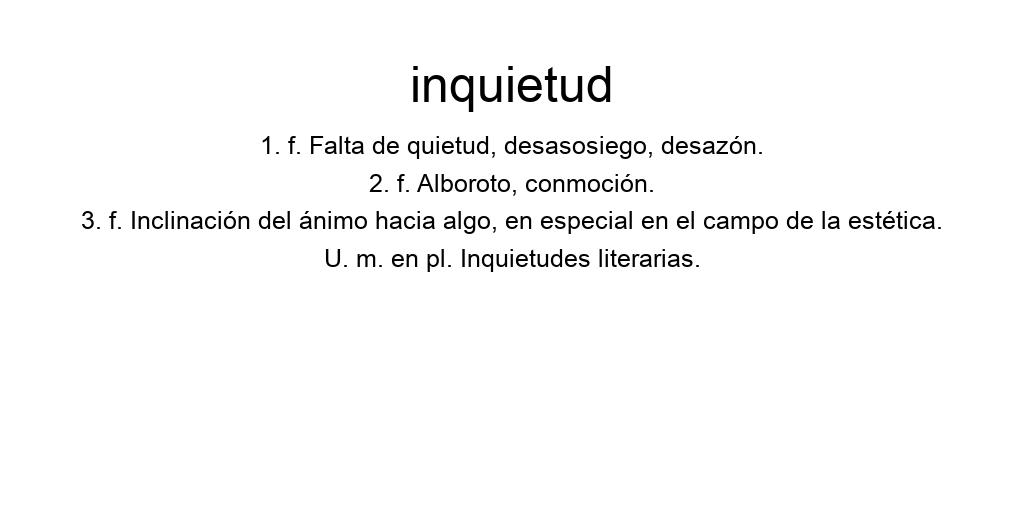 inquietud
1. f. Falta de quietud, desasosiego, desazón.
2. f. Alboroto, conmoción.
3. f. Inclinación del ánimo hacia algo, en especial en el campo de la estética.
U. m. en pl. Inquietudes literarias.